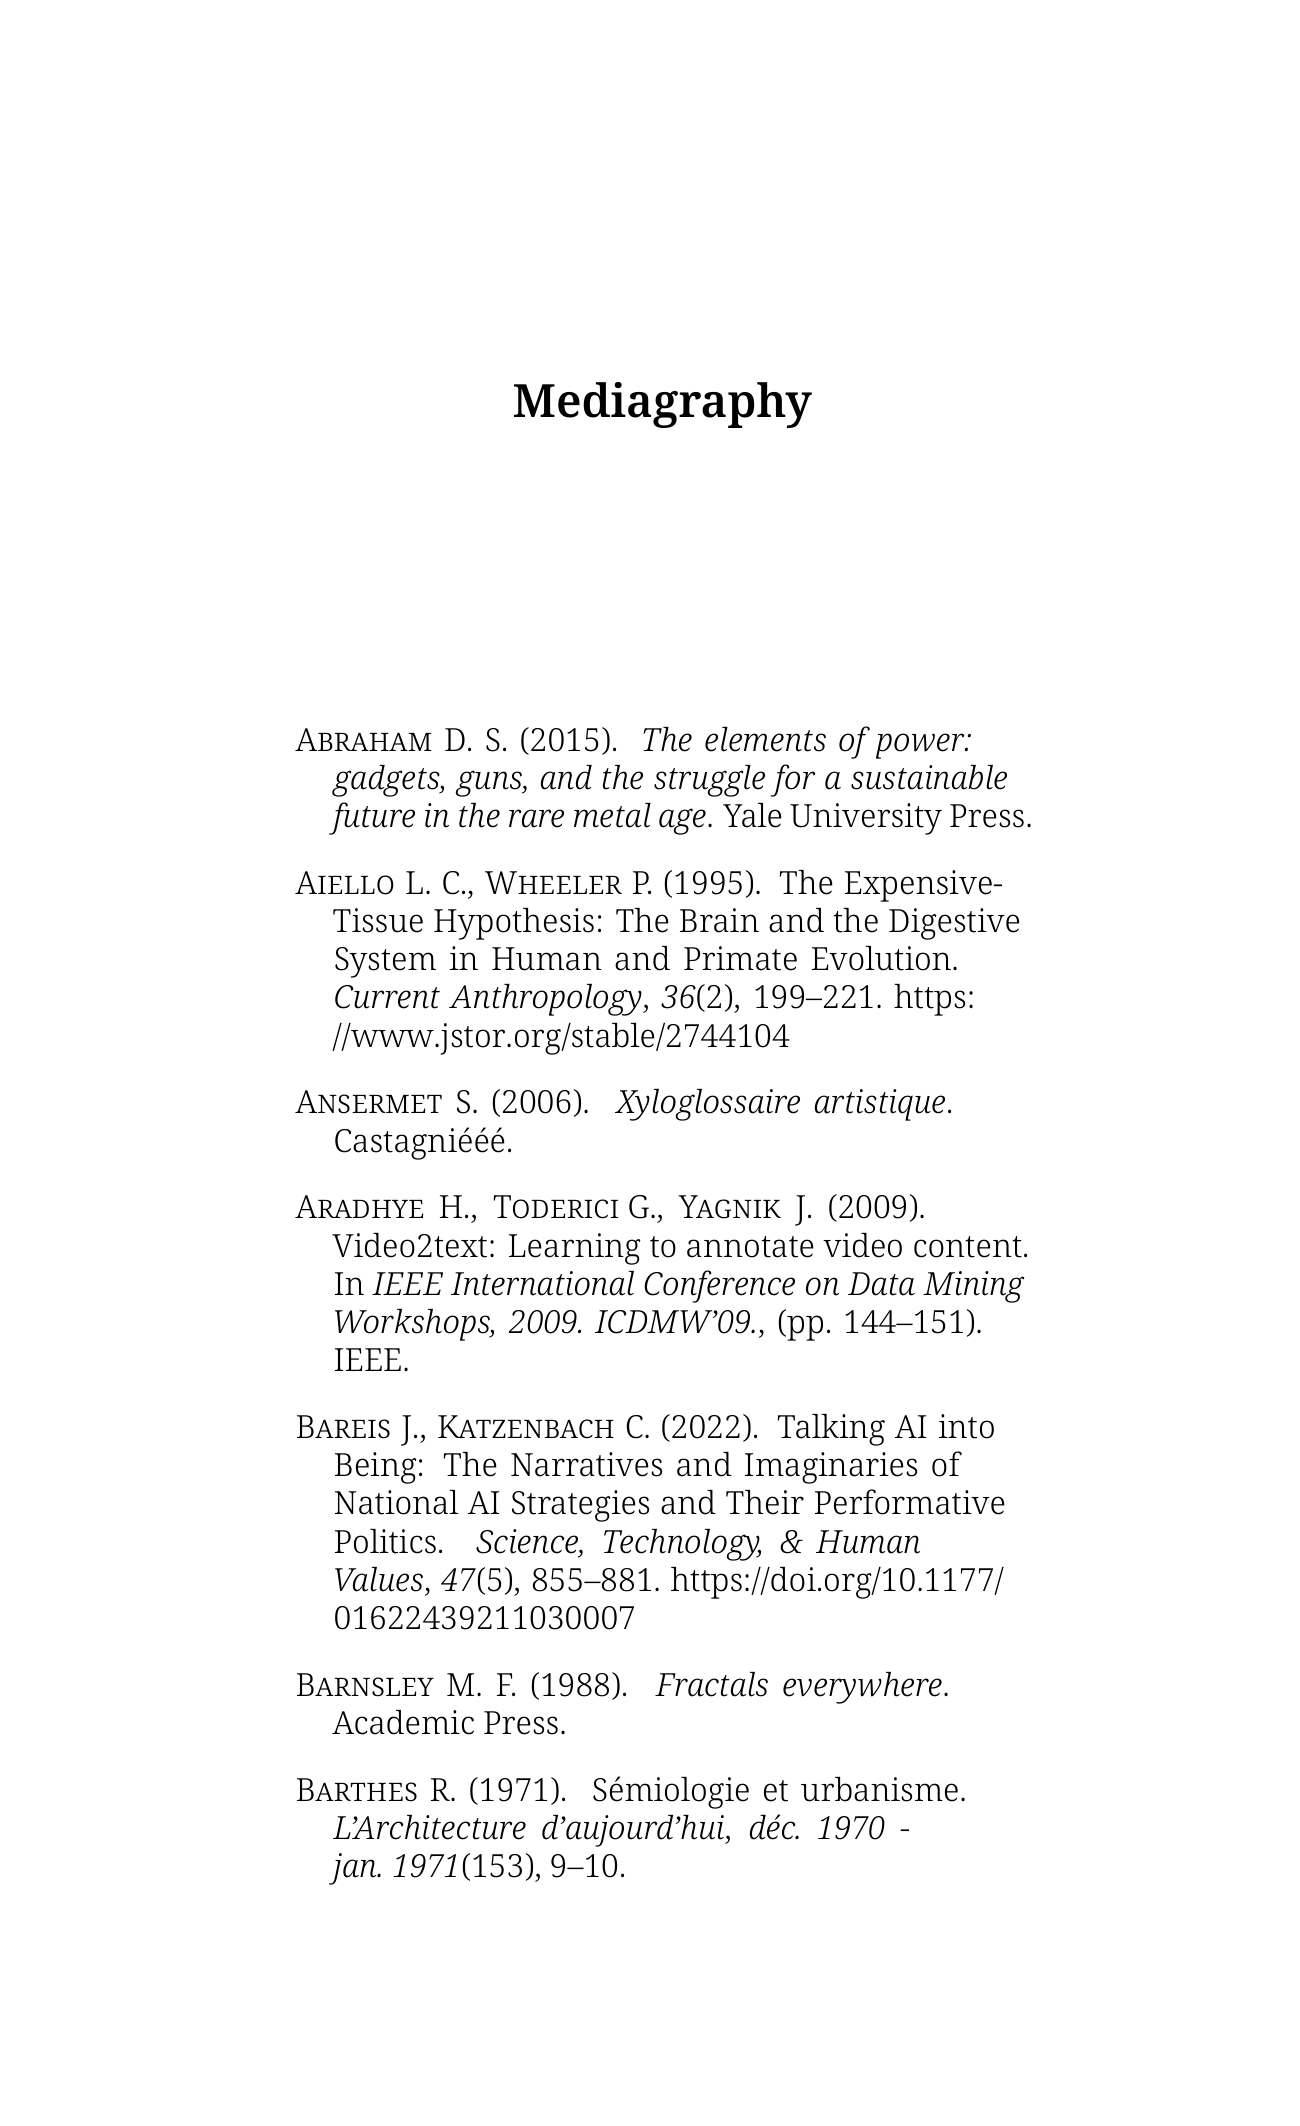 Mediagraphy
Abraham D. S. (2015). The elements of power:
gadgets, guns, and the struggle for a sustainable
future in the rare metal age. Yale University Press.
Aiello L. C., Wheeler P. (1995). The Expensive-
Tissue Hypothesis: The Brain and the Digestive
System in Human and Primate Evolution.
Current Anthropology, 36(2), 199–221. https:
//www.jstor.org/stable/2744104
Ansermet S. (2006). Xyloglossaire artistique.
Castagniééé.
Aradhye H., Toderici G., Yagnik J. (2009).
Video2text: Learning to annotate video content.
In IEEE International Conference on Data Mining
Workshops, 2009. ICDMW’09., (pp. 144–151).
IEEE.
Bareis J., Katzenbach C. (2022). Talking AI into
Being: The Narratives and Imaginaries of
National AI Strategies and Their Performative
Politics. Science, Technology, & Human
Values, 47(5), 855–881. https://doi.org/10.1177/
01622439211030007
Barnsley M. F. (1988). Fractals everywhere.
Academic Press.
Barthes R. (1971). Sémiologie et urbanisme.
L’Architecture d’aujourd’hui, déc. 1970 -
jan. 1971(153), 9–10.